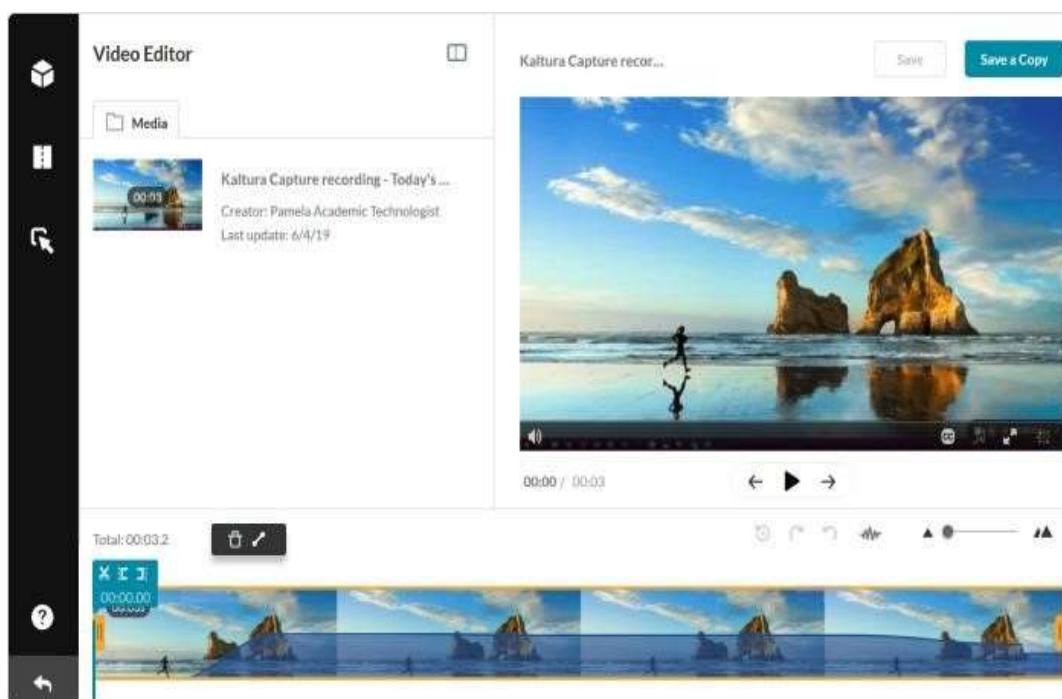 Video Editor
Media
00:03
Kaltura Capture recording - Today's ...
Creator: Pamela Academic Technologist
Last update: 6/4/19
Kaltura Capture recor...
Save
Save a Copy
CC
00:00 / 00:03
Total: 00:03.2
00:00.00